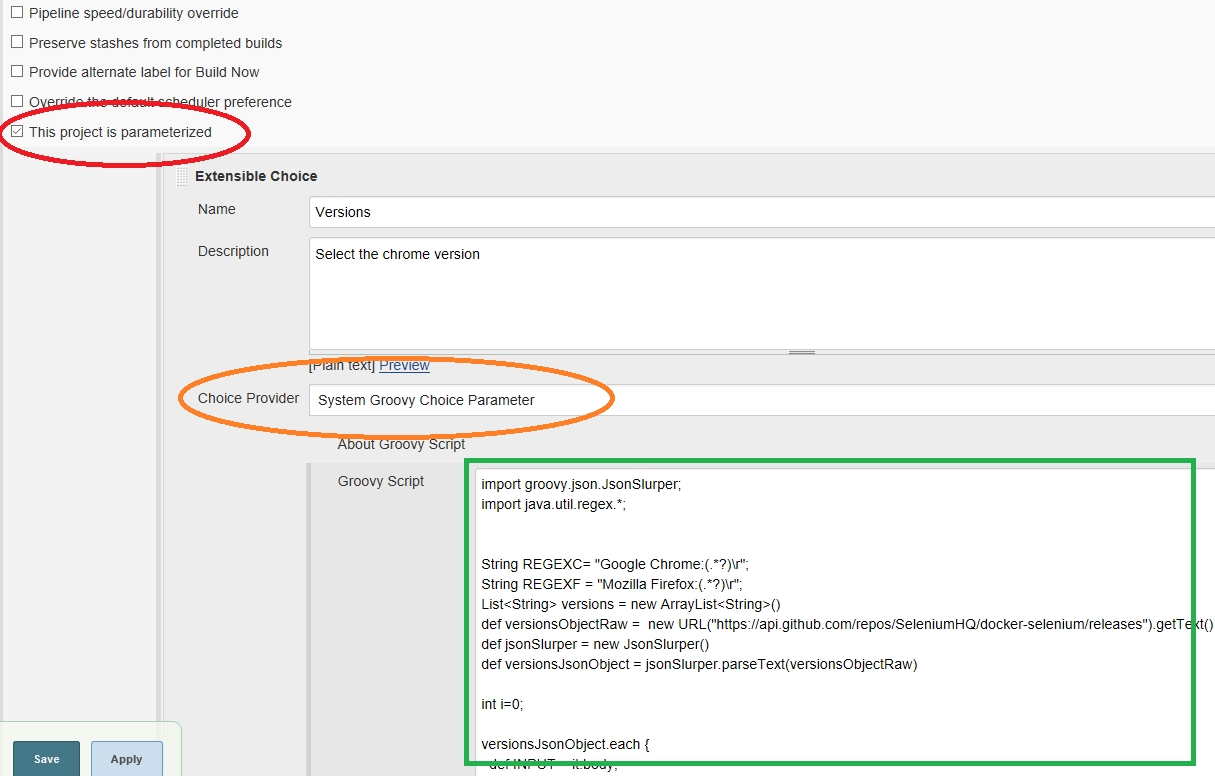 Pipeline speed/durability override
Preserve stashes from completed builds
Provide alternate label for Build Now
Override the default scheduler preference
This project is parameterized
Extensible Choice
Name
Versions
Description
Select the chrome version
[Plain text] Preview
Choice Provider
System Groovy Choice Parameter
About Groovy Script
Groovy Script
import groovy.json.JsonSlurper;
import java.util.regex.*;
String REGEXC= "Google Chrome:(.*?)\r";
String REGEXF = "Mozilla Firefox:(.*?)\r";
List<String> versions = new ArrayList<String>()
def versionsObjectRaw =  new URL("https://api.github.com/repos/SeleniumHQ/docker-selenium/releases").getText()
def jsonSlurper = new JsonSlurper()
def versionsJsonObject = jsonSlurper.parseText(versionsObjectRaw)
int i=0;
versionsJsonObject.each {
def INPUT = it.body;
Save
Apply